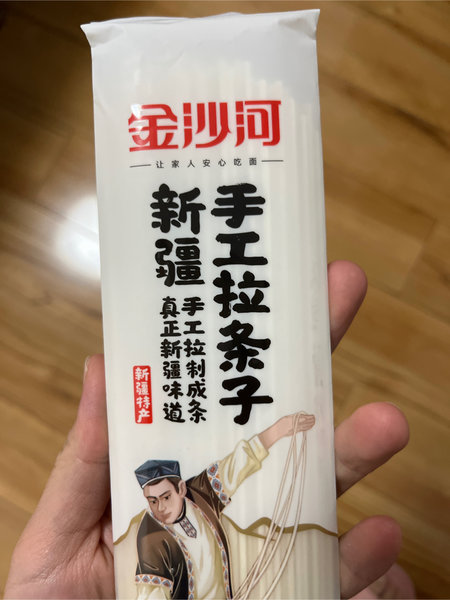 金沙河
让家人安心吃面
手工拉条子
新疆
手工拉制成条
真正新疆味道
新疆特产